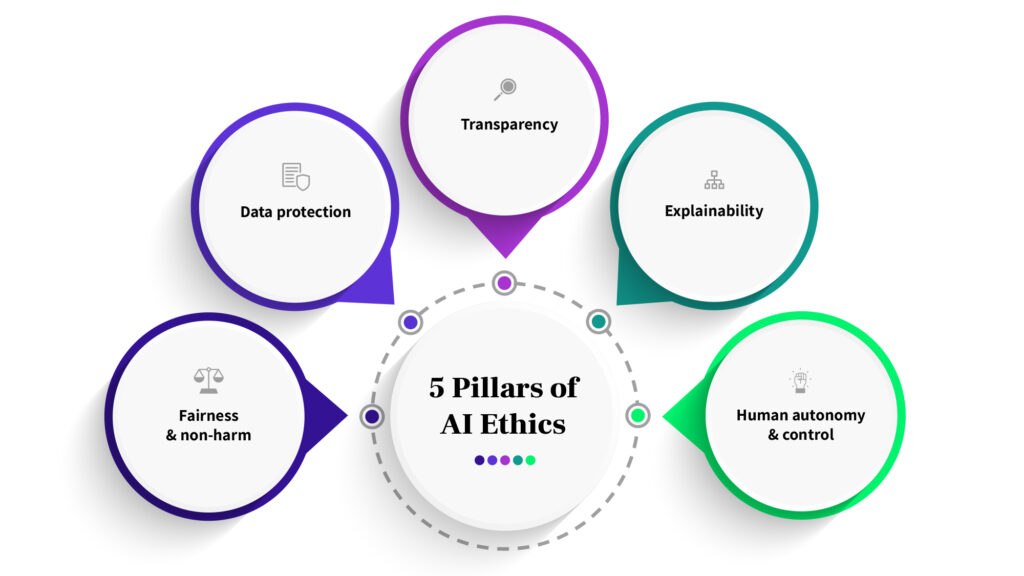 Transparency
Data protection
Explainability
Fairness
& non-harm
5 Pillars of
AI Ethics
Human autonomy
& control